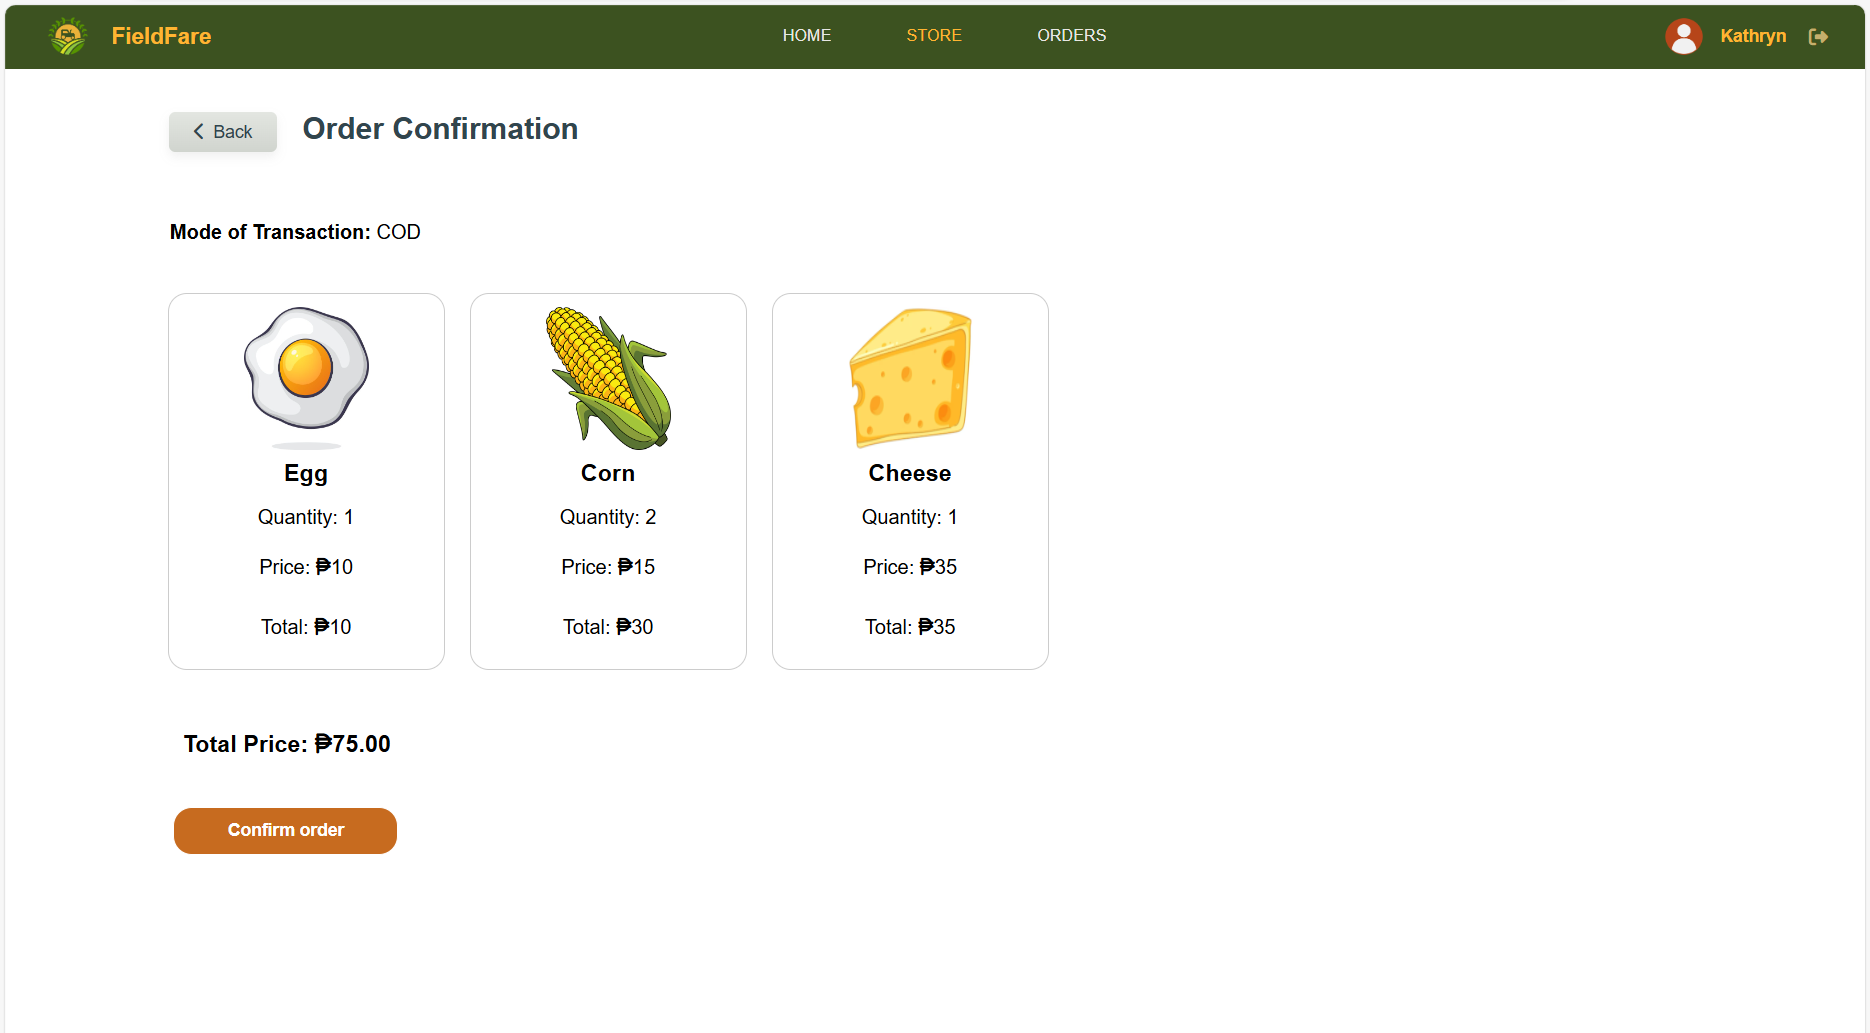 FieldFare
HOME
STORE
ORDERS
Kathryn
Back
Order Confirmation
Mode of Transaction: COD
Egg
Quantity: 1
Price: ₱10
Total: ₱10
Corn
Quantity: 2
Price: ₱15
Total: ₱30
Cheese
Quantity: 1
Price: ₱35
Total: ₱35
Total Price: ₱75.00
Confirm order